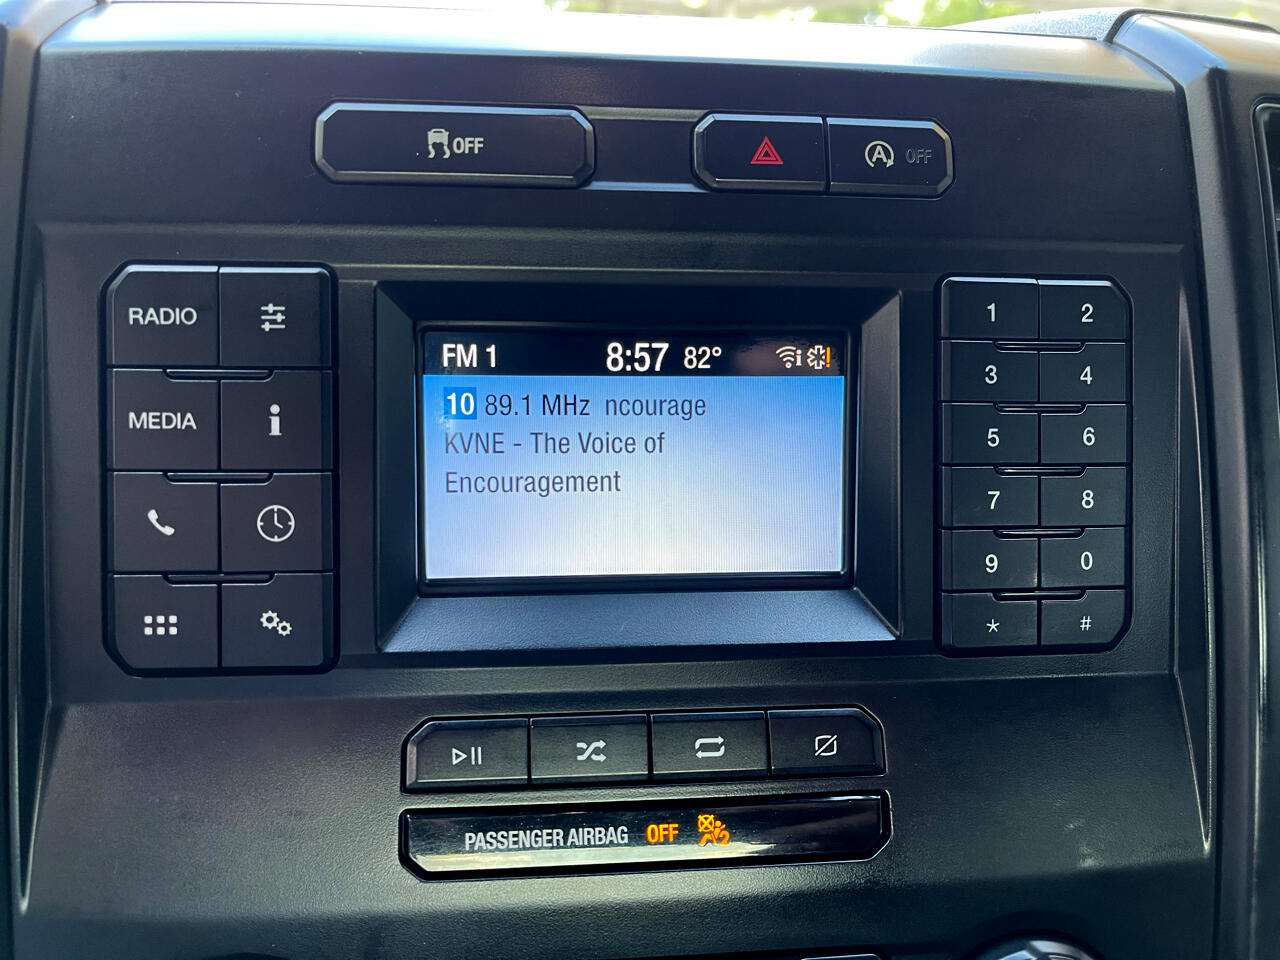 OFF
OFF
RADIO
MEDIA
FM 1 8:57 82°
10 89.1 MHz ncourage
KVNE - The Voice of
Encouragement
1 2
3 4
5 6
7 8
9 0
* #
PASSENGER AIRBAG OFF 2